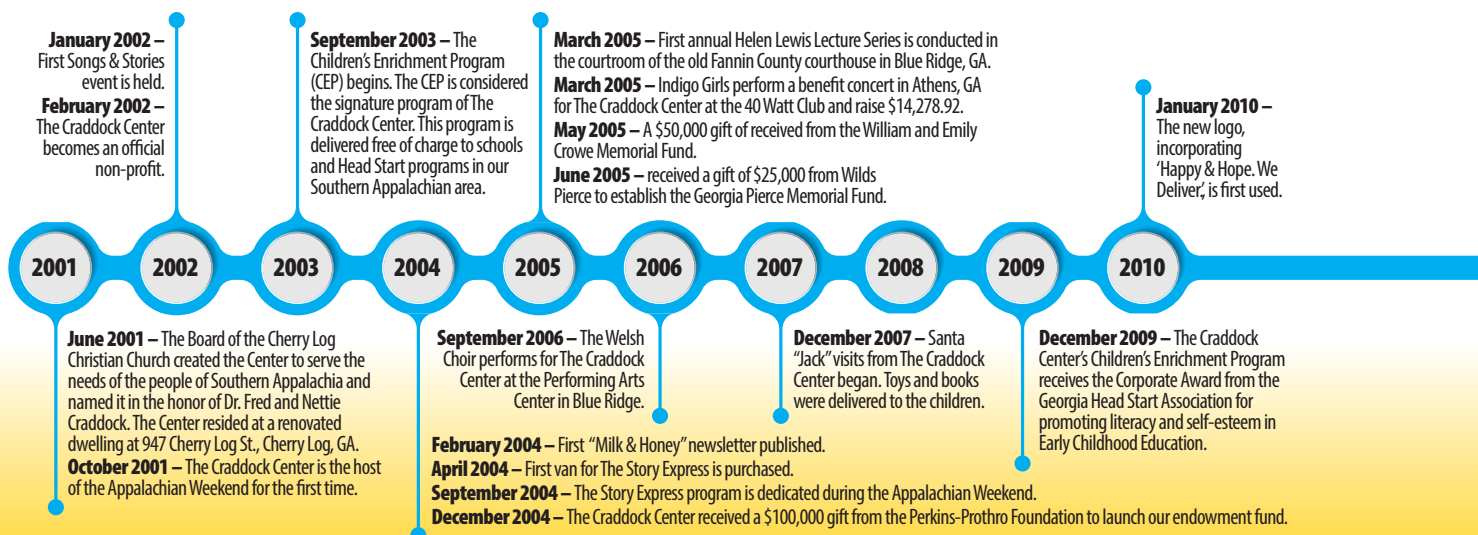 January 2002 –
First Songs & Stories
event is held.
February 2002 –
The Craddock Center
becomes an official
non-profit.
September 2003 – The
Children's Enrichment Program
(CEP) begins. The CEP is considered
the signature program of The
Craddock Center. This program is
delivered free of charge to schools
and Head Start programs in our
Southern Appalachian area.
March 2005 – First annual Helen Lewis Lecture Series is conducted in
the courtroom of the old Fannin County courthouse in Blue Ridge, GA.
March 2005 – Indigo Girls perform a benefit concert in Athens, GA
for The Craddock Center at the 40 Watt Club and raise $14,278.92.
May 2005 – A $50,000 gift of received from the William and Emily
Crowe Memorial Fund.
June 2005 – received a gift of $25,000 from Wilds
Pierce to establish the Georgia Pierce Memorial Fund.
January 2010 –
The new logo,
incorporating
'Happy & Hope. We
Deliver', is first used.
2001
2002
2003
2004
2005
2006
2007
2008
2009
2010
June 2001 – The Board of the Cherry Log
Christian Church created the Center to serve the
needs of the people of Southern Appalachia and
named it in the honor of Dr. Fred and Nettie
Craddock. The Center resided at a renovated
dwelling at 947 Cherry Log St., Cherry Log, GA.
October 2001 – The Craddock Center is the host
of the Appalachian Weekend for the first time.
September 2006 – The Welsh
Choir performs for The Craddock
Center at the Performing Arts
Center in Blue Ridge.
December 2007 – Santa
"Jack" visits from The Craddock
Center began. Toys and books
were delivered to the children.
December 2009 – The Craddock
Center's Children's Enrichment Program
receives the Corporate Award from the
Georgia Head Start Association for
promoting literacy and self-esteem in
Early Childhood Education.
February 2004 – First "Milk & Honey" newsletter published.
April 2004 – First van for The Story Express is purchased.
September 2004 – The Story Express program is dedicated during the Appalachian Weekend.
December 2004 – The Craddock Center received a $100,000 gift from the Perkins-Prothro Foundation to launch our endowment fund.